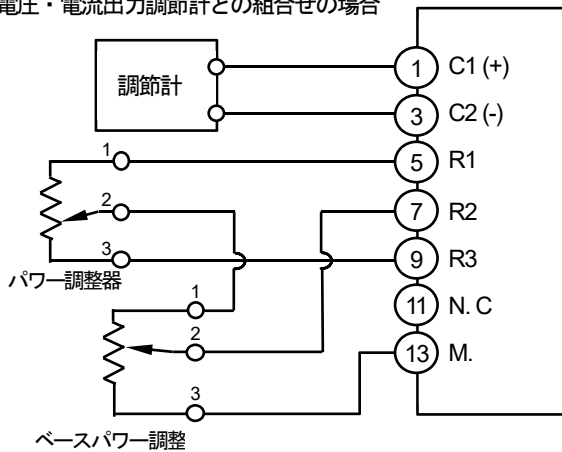 電圧・電流出力調節計との組合せの場合
調節計
1 C1 (+)
3 C2 (-)
1
5 R1
2
7 R2
3
9 R3
パワー調整器
1
11 N. C
2
13 M.
3
ベースパワー調整